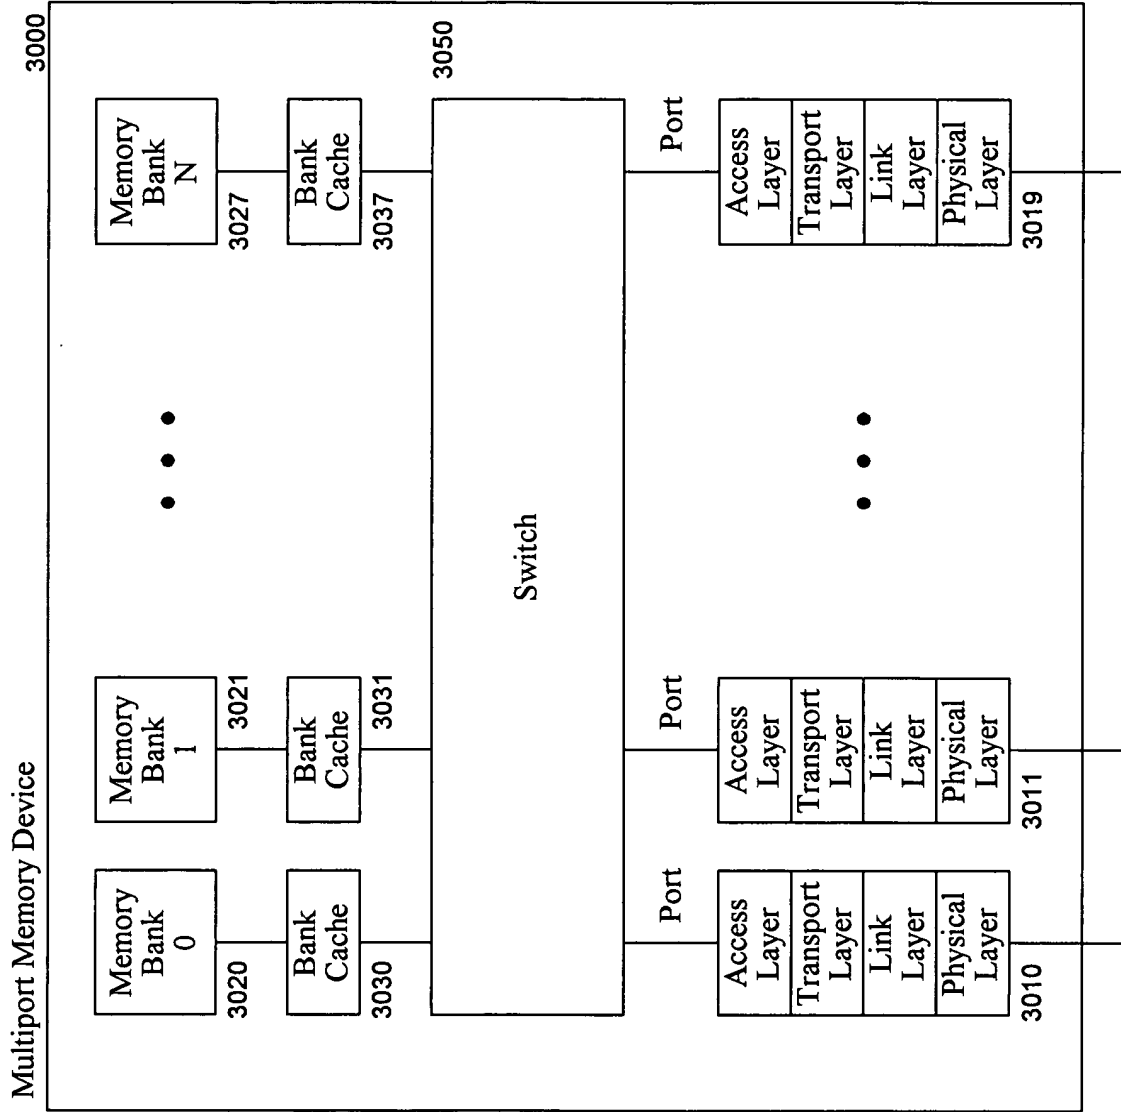 Multiport Memory Device
3000
Memory
Bank
0
3020
Memory
Bank
1
3021
Memory
Bank
N
3027
Bank
Cache
3030
Bank
Cache
3031
Bank
Cache
3037
3050
Switch
Port
Port
Port
Access
Layer
Transport
Layer
Link
Layer
Physical
Layer
3010
Access
Layer
Transport
Layer
Link
Layer
Physical
Layer
3011
Access
Layer
Transport
Layer
Link
Layer
Physical
Layer
3019